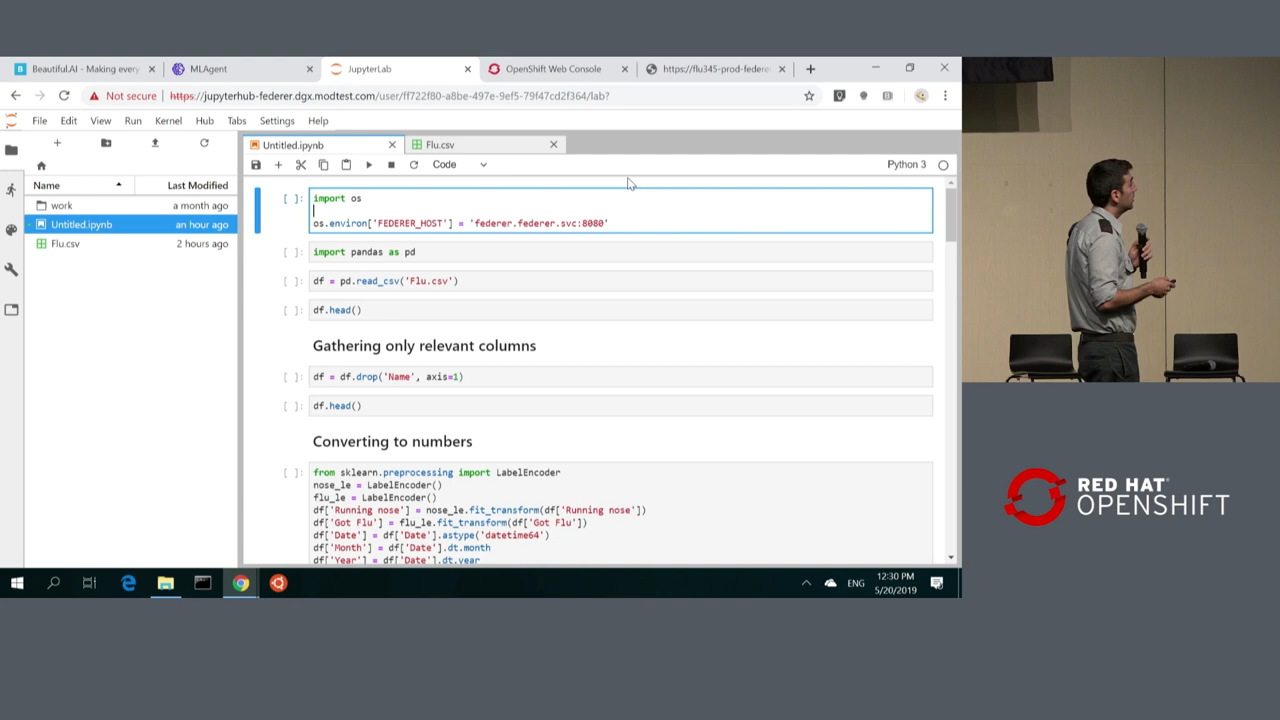 Beautiful.AI - Making every
MLAgent
JupyterLab
OpenShift Web Console
https://flu345-prod-federe
Not secure
https://jupyterhub-federer.dgx.modtest.com/user/ff722f80-a8be-497e-9ef5-79f47cd2f364/lab?
File Edit View Run Kernel Hub Tabs Settings Help
Untitled.ipynb
Flu.csv
Code
Python 3
Name
Last Modified
work
a month ago
Untitled.ipynb
an hour ago
Flu.csv
2 hours ago
[ ]: import os
os.environ['FEDERER_HOST'] = 'federer.federer.svc:8080'
[ ]: import pandas as pd
[ ]: df = pd.read_csv('Flu.csv')
[ ]: df.head()
Gathering only relevant columns
[ ]: df = df.drop('Name', axis=1)
[ ]: df.head()
Converting to numbers
[ ]: from sklearn.preprocessing import LabelEncoder
nose_le = LabelEncoder()
flu_le = LabelEncoder()
df['Running nose'] = nose_le.fit_transform(df['Running nose'])
df['Got Flu'] = flu_le.fit_transform(df['Got Flu'])
df['Date'] = df['Date'].astype('datetime64')
df['Month'] = df['Date'].dt.month
df['Year'] = df['Date'].dt.year
ENG
12:30 PM
5/20/2019
RED HAT®
OPENSHIFT